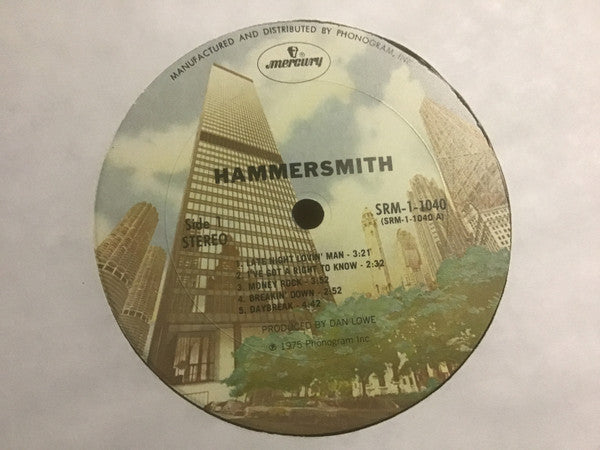 MANUFACTURED AND DISTRIBUTED BY PHONOGRAM, INC.
mercury ®
HAMMERSMITH
Side 1
STEREO
SRM-1-1040
(SRM-1-1040 A)
1. LATE NIGHT LOVIN' MAN - 3:21
2. I'VE GOT A RIGHT TO KNOW - 2:32
3. MONEY ROCK - 3:52
4. BREAKIN' DOWN - 2:52
5. DAYBREAK - 4:42
PRODUCED BY DAN LOWE
℗ 1975 Phonogram Inc